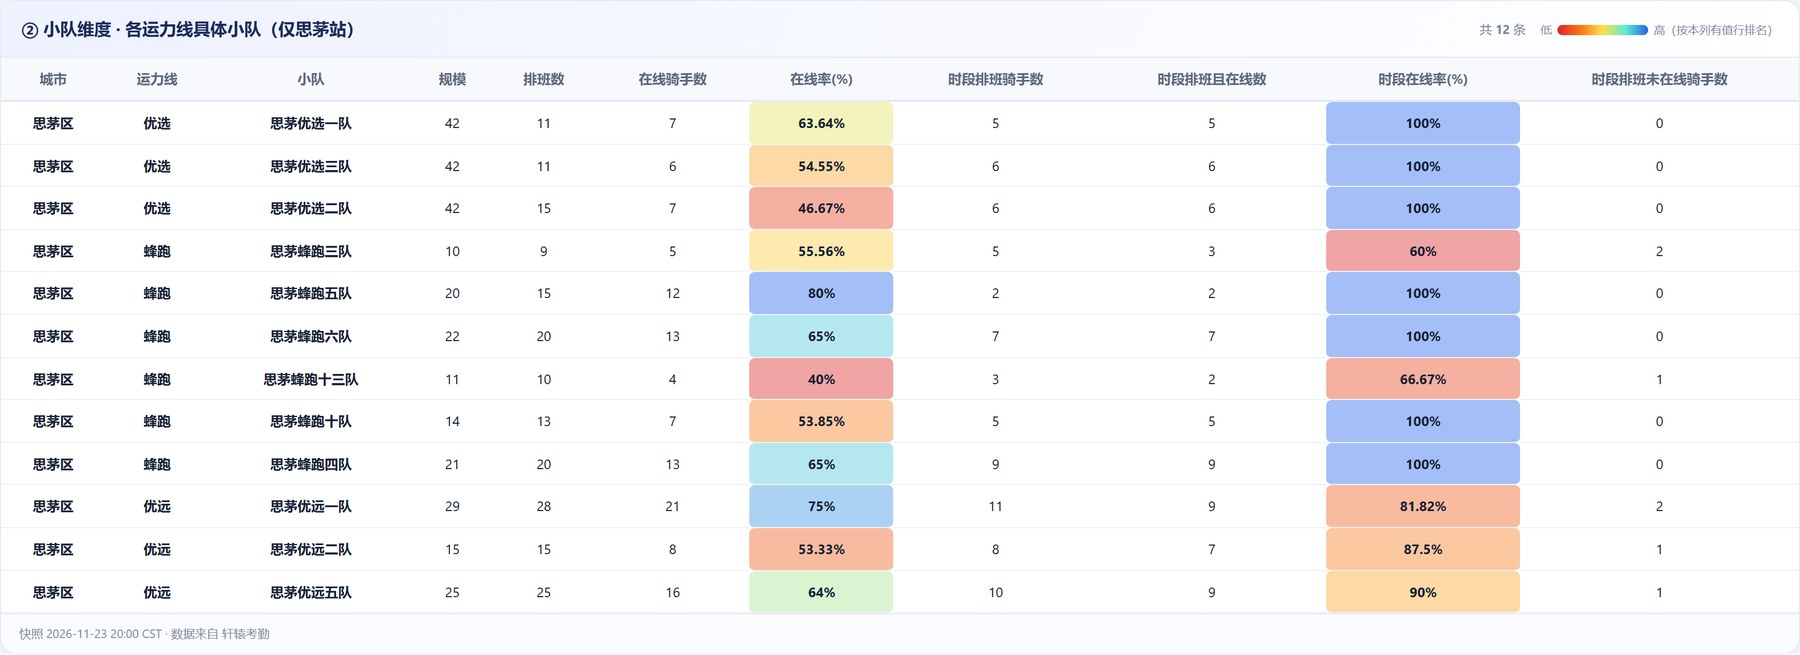 ② 小队维度 · 各运力线具体小队（仅思茅站）
共 12 条 低 高 (按本列有值行排名)
城市 运力线 小队 规模 排班数 在线骑手数 在线率(%) 时段排班骑手数 时段排班且在线数 时段在线率(%) 时段排班未在线骑手数
思茅区 优选 思茅优选一队 42 11 7 63.64% 5 5 100% 0
思茅区 优选 思茅优选三队 42 11 6 54.55% 6 6 100% 0
思茅区 优选 思茅优选二队 42 15 7 46.67% 6 6 100% 0
思茅区 蜂跑 思茅蜂跑三队 10 9 5 55.56% 5 3 60% 2
思茅区 蜂跑 思茅蜂跑五队 20 15 12 80% 2 2 100% 0
思茅区 蜂跑 思茅蜂跑六队 22 20 13 65% 7 7 100% 0
思茅区 蜂跑 思茅蜂跑十三队 11 10 4 40% 3 2 66.67% 1
思茅区 蜂跑 思茅蜂跑十队 14 13 7 53.85% 5 5 100% 0
思茅区 蜂跑 思茅蜂跑四队 21 20 13 65% 9 9 100% 0
思茅区 优远 思茅优远一队 29 28 21 75% 11 9 81.82% 2
思茅区 优远 思茅优远二队 15 15 8 53.33% 8 7 87.5% 1
思茅区 优远 思茅优远五队 25 25 16 64% 10 9 90% 1
快照 2026-11-23 20:00 CST · 数据来自 轩辕考勤